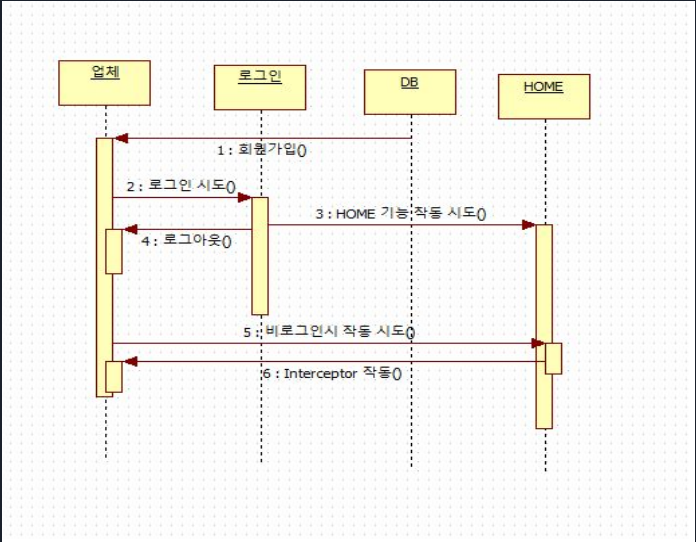 업체
로그인
DB
HOME
1 : 회원가입()
2 : 로그인 시도()
3 : HOME 기능 작동 시도()
4 : 로그아웃()
5 : 비로그인시 작동 시도()
6 : Interceptor 작동()